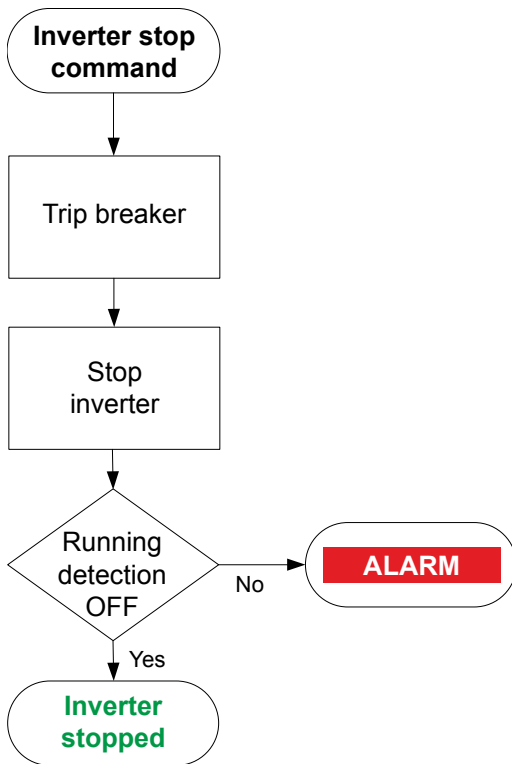 Inverter stop
command
Trip breaker
Stop
inverter
Running
detection
OFF
No
ALARM
Yes
Inverter
stopped